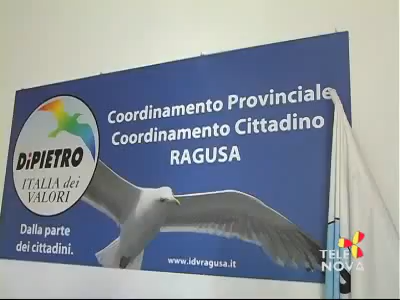 Coordinamento Provinciale
Coordinamento Cittadino
RAGUSA
DiPIETRO
ITALIA dei
VALORI
Dalla parte
dei cittadini.
www.idvragusa.it
TELE
NOVA